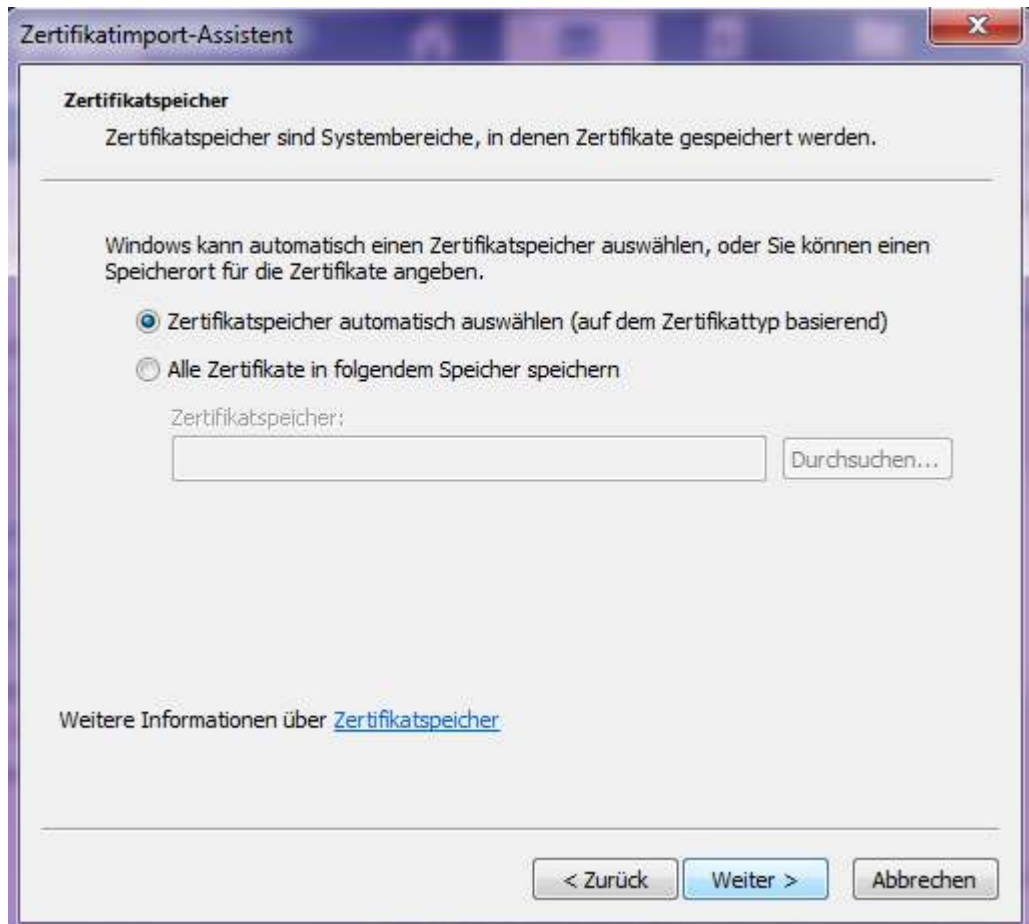 Zertifikatimport-Assistent
Zertifikatspeicher
Zertifikatspeicher sind Systembereiche, in denen Zertifikate gespeichert werden.
Windows kann automatisch einen Zertifikatspeicher auswählen, oder Sie können einen
Speicherort für die Zertifikate angeben.
Zertifikatspeicher automatisch auswählen (auf dem Zertifikattyp basierend)
Alle Zertifikate in folgendem Speicher speichern
Zertifikatspeicher:
Durchsuchen...
Weitere Informationen über Zertifikatspeicher
< Zurück Weiter > Abbrechen